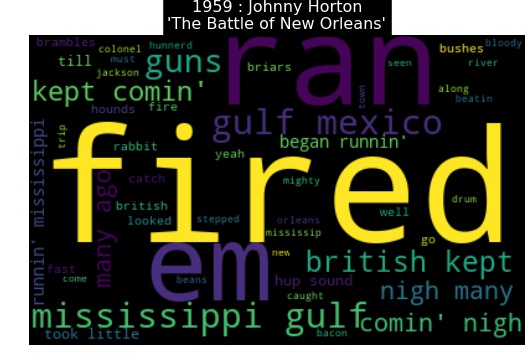 1959 : Johnny Horton
'The Battle of New Orleans'
brambles
colonel
hunnerd
till
must
jackson
guns
briars
ran
seen
bushes
bloody
river
kept comin'
hounds
fire
town
along
beatin
gulf mexico
trip
rabbit
began runnin'
yeah
fired
runnin' mississippi
many ago
catch
mighty
british
looked
stepped
orleans
mississip
well
drum
go
em
new
british kept
fast
come
beans
hup sound
caught
nigh many
mississippi gulf
comin' nigh
took little
bacon